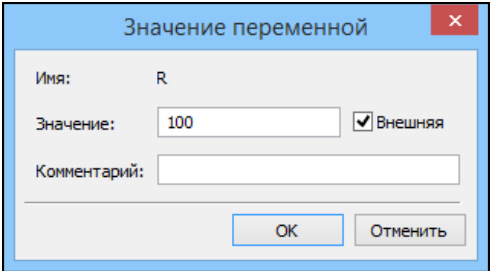 Значение переменной
Имя: R
Значение: 100 Внешняя
Комментарий:
OK Отменить